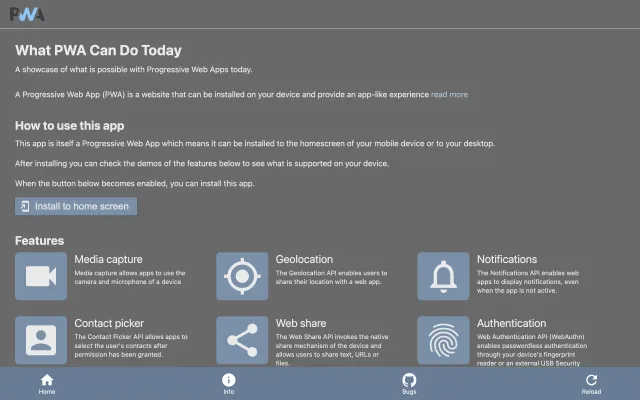 PWA
What PWA Can Do Today
A showcase of what is possible with Progressive Web Apps today.
A Progressive Web App (PWA) is a website that can be installed on your device and provide an app-like experience read more
How to use this app
This app is itself a Progressive Web App which means it can be installed to the homescreen of your mobile device or to your desktop.
After installing you can check the demos of the features below to see what is supported on your device.
When the button below becomes enabled, you can install this app.
Install to home screen
Features
Media capture
Media capture allows apps to use the
camera and microphone of a device
Geolocation
The Geolocation API enables users to
share their location with a web app.
Notifications
The Notifications API enables web
apps to display notifications, even
when the app is not active.
Contact picker
The Contact Picker API allows apps to
select the user's contacts after
permission has been granted.
Web share
The Web Share API invokes the native
share mechanism of the device and
allows users to share text, URLs or
files.
Authentication
Web Authentication API (WebAuthn)
enables passwordless authentication
through your device's fingerprint
reader or an external USB Security
Home
Info
Bugs
Reload